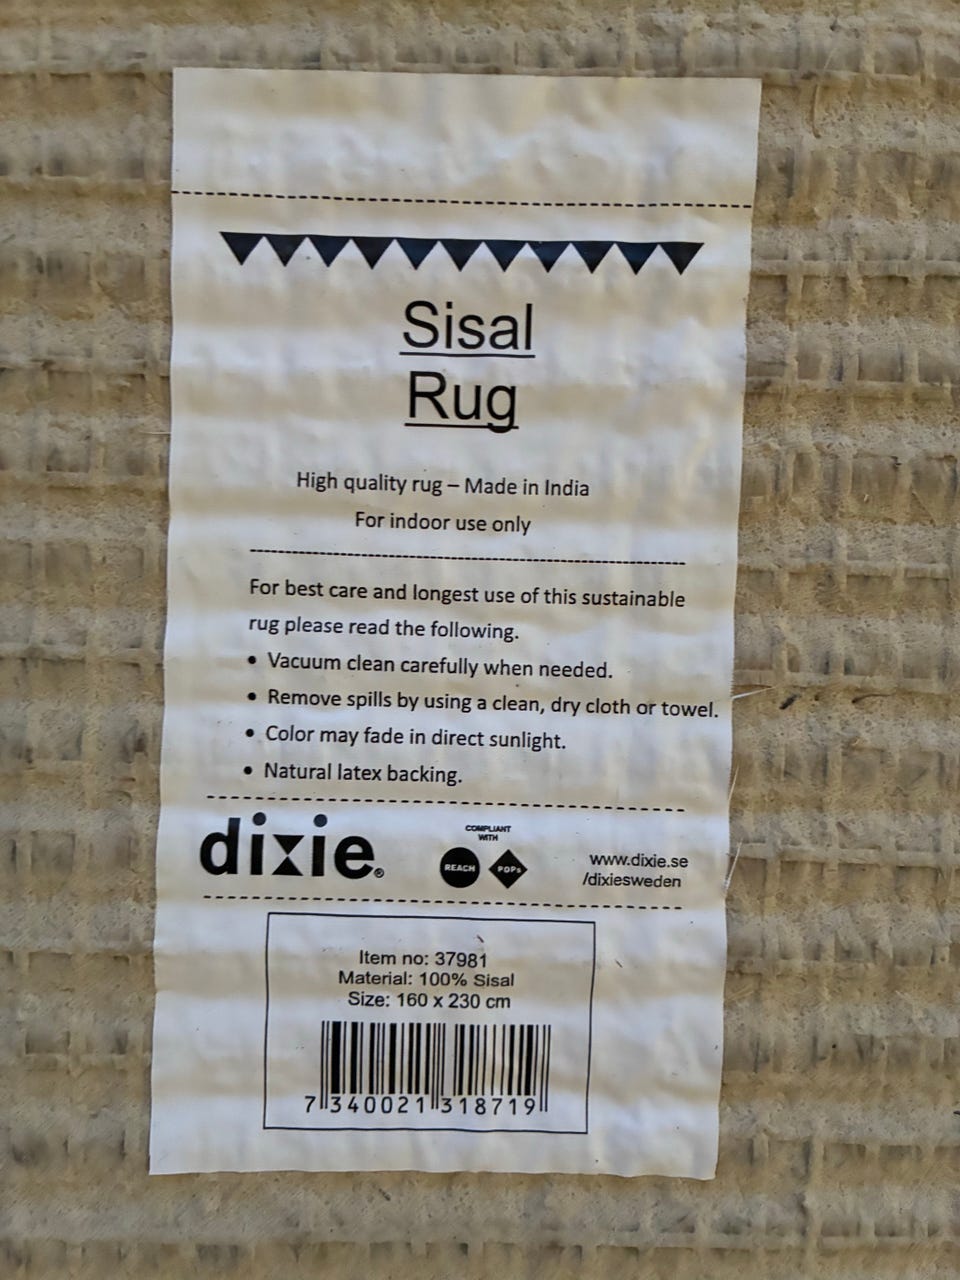 Sisal
Rug
High quality rug – Made in India
For indoor use only
For best care and longest use of this sustainable
rug please read the following.
• Vacuum clean carefully when needed.
• Remove spills by using a clean, dry cloth or towel.
• Color may fade in direct sunlight.
• Natural latex backing.
dixie®
COMPLIANT
WITH
REACH
POPs
www.dixie.se
/dixiesweden
Item no: 37981
Material: 100% Sisal
Size: 160 x 230 cm
7 340021 318719